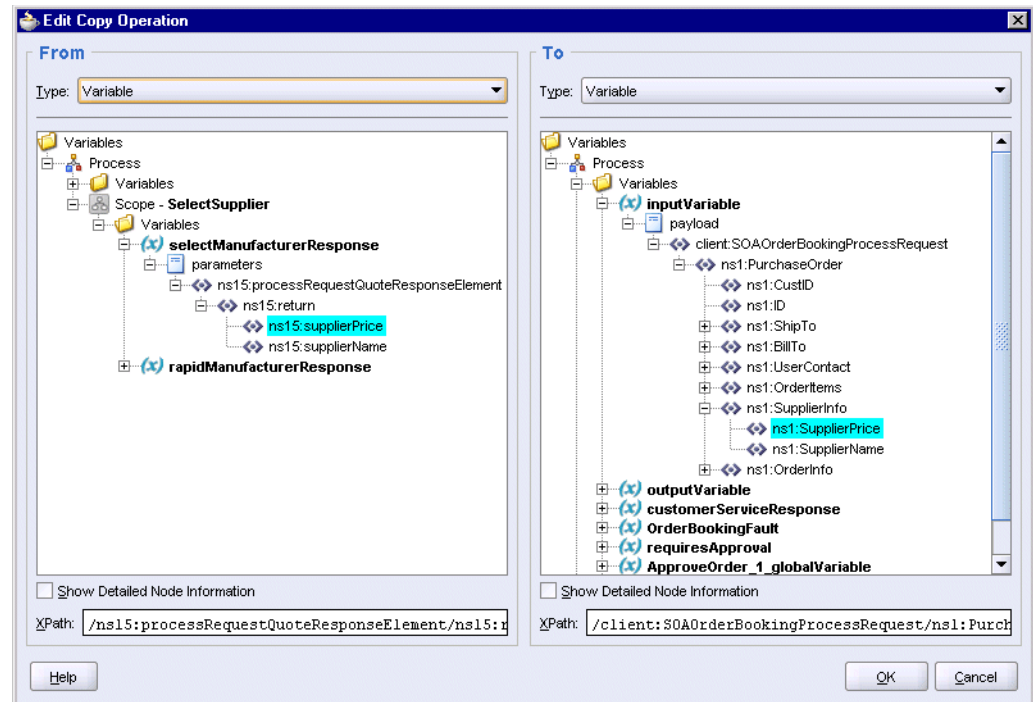 Edit Copy Operation
From
Type: Variable
Variables
Process
Variables
Scope - SelectSupplier
Variables
selectManufacturerResponse
parameters
ns15:processRequestQuoteResponseElement
ns15:return
ns15:supplierPrice
ns15:supplierName
rapidManufacturerResponse
Show Detailed Node Information
XPath: /ns15:processRequestQuoteResponseElement/ns15:r
Help
To
Type: Variable
Variables
Process
Variables
(x) inputVariable
payload
client:SOAOrderBookingProcessRequest
ns1:PurchaseOrder
ns1:CustID
ns1:ID
ns1:ShipTo
ns1:BillTo
ns1:UserContact
ns1:OrderItems
ns1:SupplierInfo
ns1:SupplierPrice
ns1:SupplierName
ns1:OrderInfo
(x) outputVariable
(x) customerServiceResponse
(x) OrderBookingFault
(x) requiresApproval
(x) ApproveOrder_1_globalVariable
Show Detailed Node Information
XPath: /client:SOAOrderBookingProcessRequest/ns1:Purch
OK
Cancel